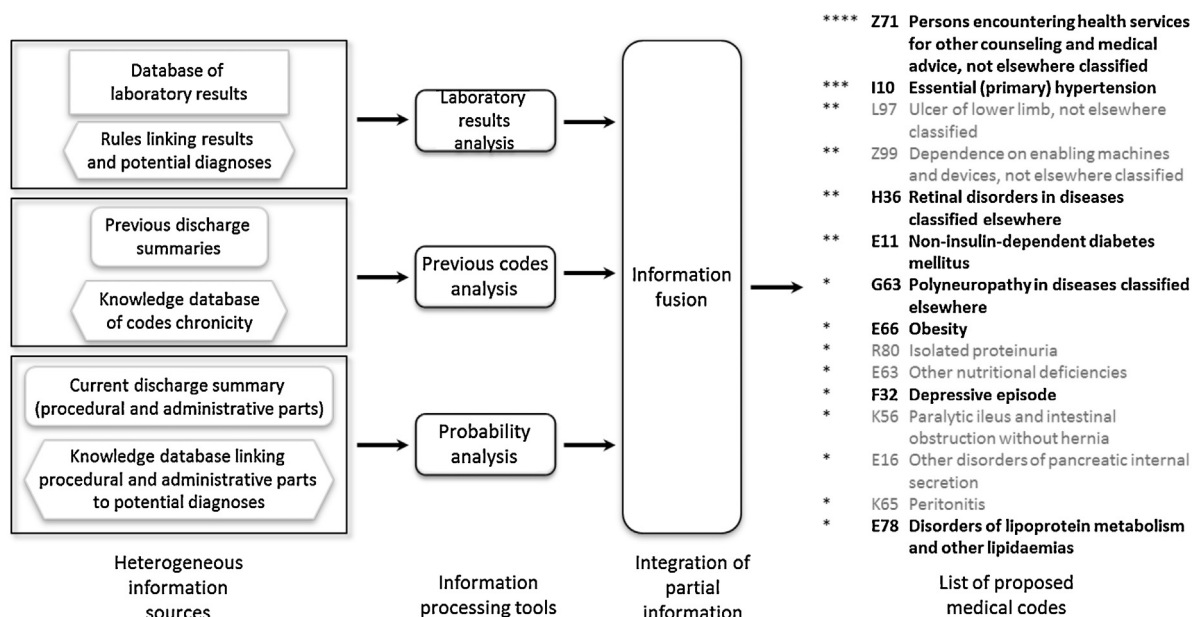 Database of
laboratory results
Rules linking results
and potential diagnoses
Previous discharge
summaries
Knowledge database
of codes chronicity
Current discharge summary
(procedural and administrative parts)
Knowledge database linking
procedural and administrative parts
to potential diagnoses
Heterogeneous
information
sources
Laboratory
results
analysis
Previous codes
analysis
Probability
analysis
Information
processing tools
Information
fusion
Integration of
partial
information
**** Z71 Persons encountering health services
for other counseling and medical
advice, not elsewhere classified
*** I10 Essential (primary) hypertension
** L97 Ulcer of lower limb, not elsewhere
classified
** Z99 Dependence on enabling machines
and devices, not elsewhere classified
** H36 Retinal disorders in diseases
classified elsewhere
** E11 Non-insulin-dependent diabetes
mellitus
* G63 Polyneuropathy in diseases classified
elsewhere
* E66 Obesity
* R80 Isolated proteinuria
* E63 Other nutritional deficiencies
* F32 Depressive episode
* K56 Paralytic ileus and intestinal
obstruction without hernia
* E16 Other disorders of pancreatic internal
secretion
* K65 Peritonitis
* E78 Disorders of lipoprotein metabolism
and other lipidaemias
List of proposed
medical codes